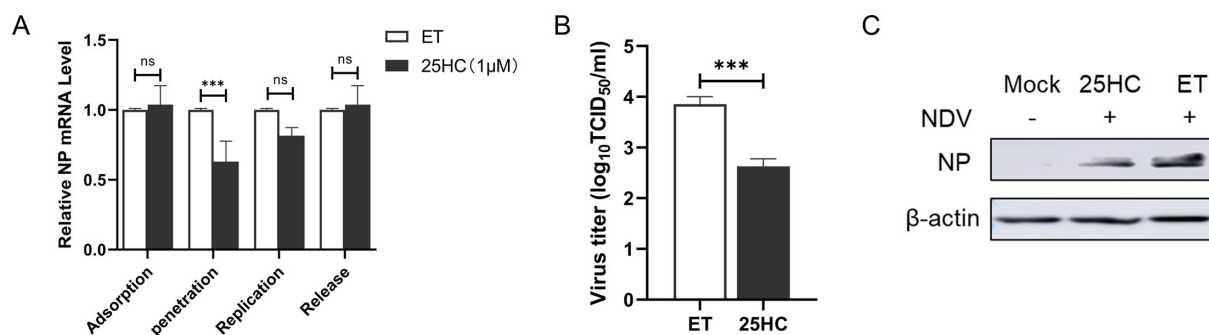 A
Relative NP mRNA Level
1.5
1.0
0.5
0.0
ns
***
ns
ns
ET
25HC(1μM)
Adsorption
penetration
Replication
Release
B
Virus titer (log₁₀TCID₅₀/ml)
5
4
3
2
1
0
***
ET
25HC
C
Mock 25HC ET
NDV - + +
NP
β-actin